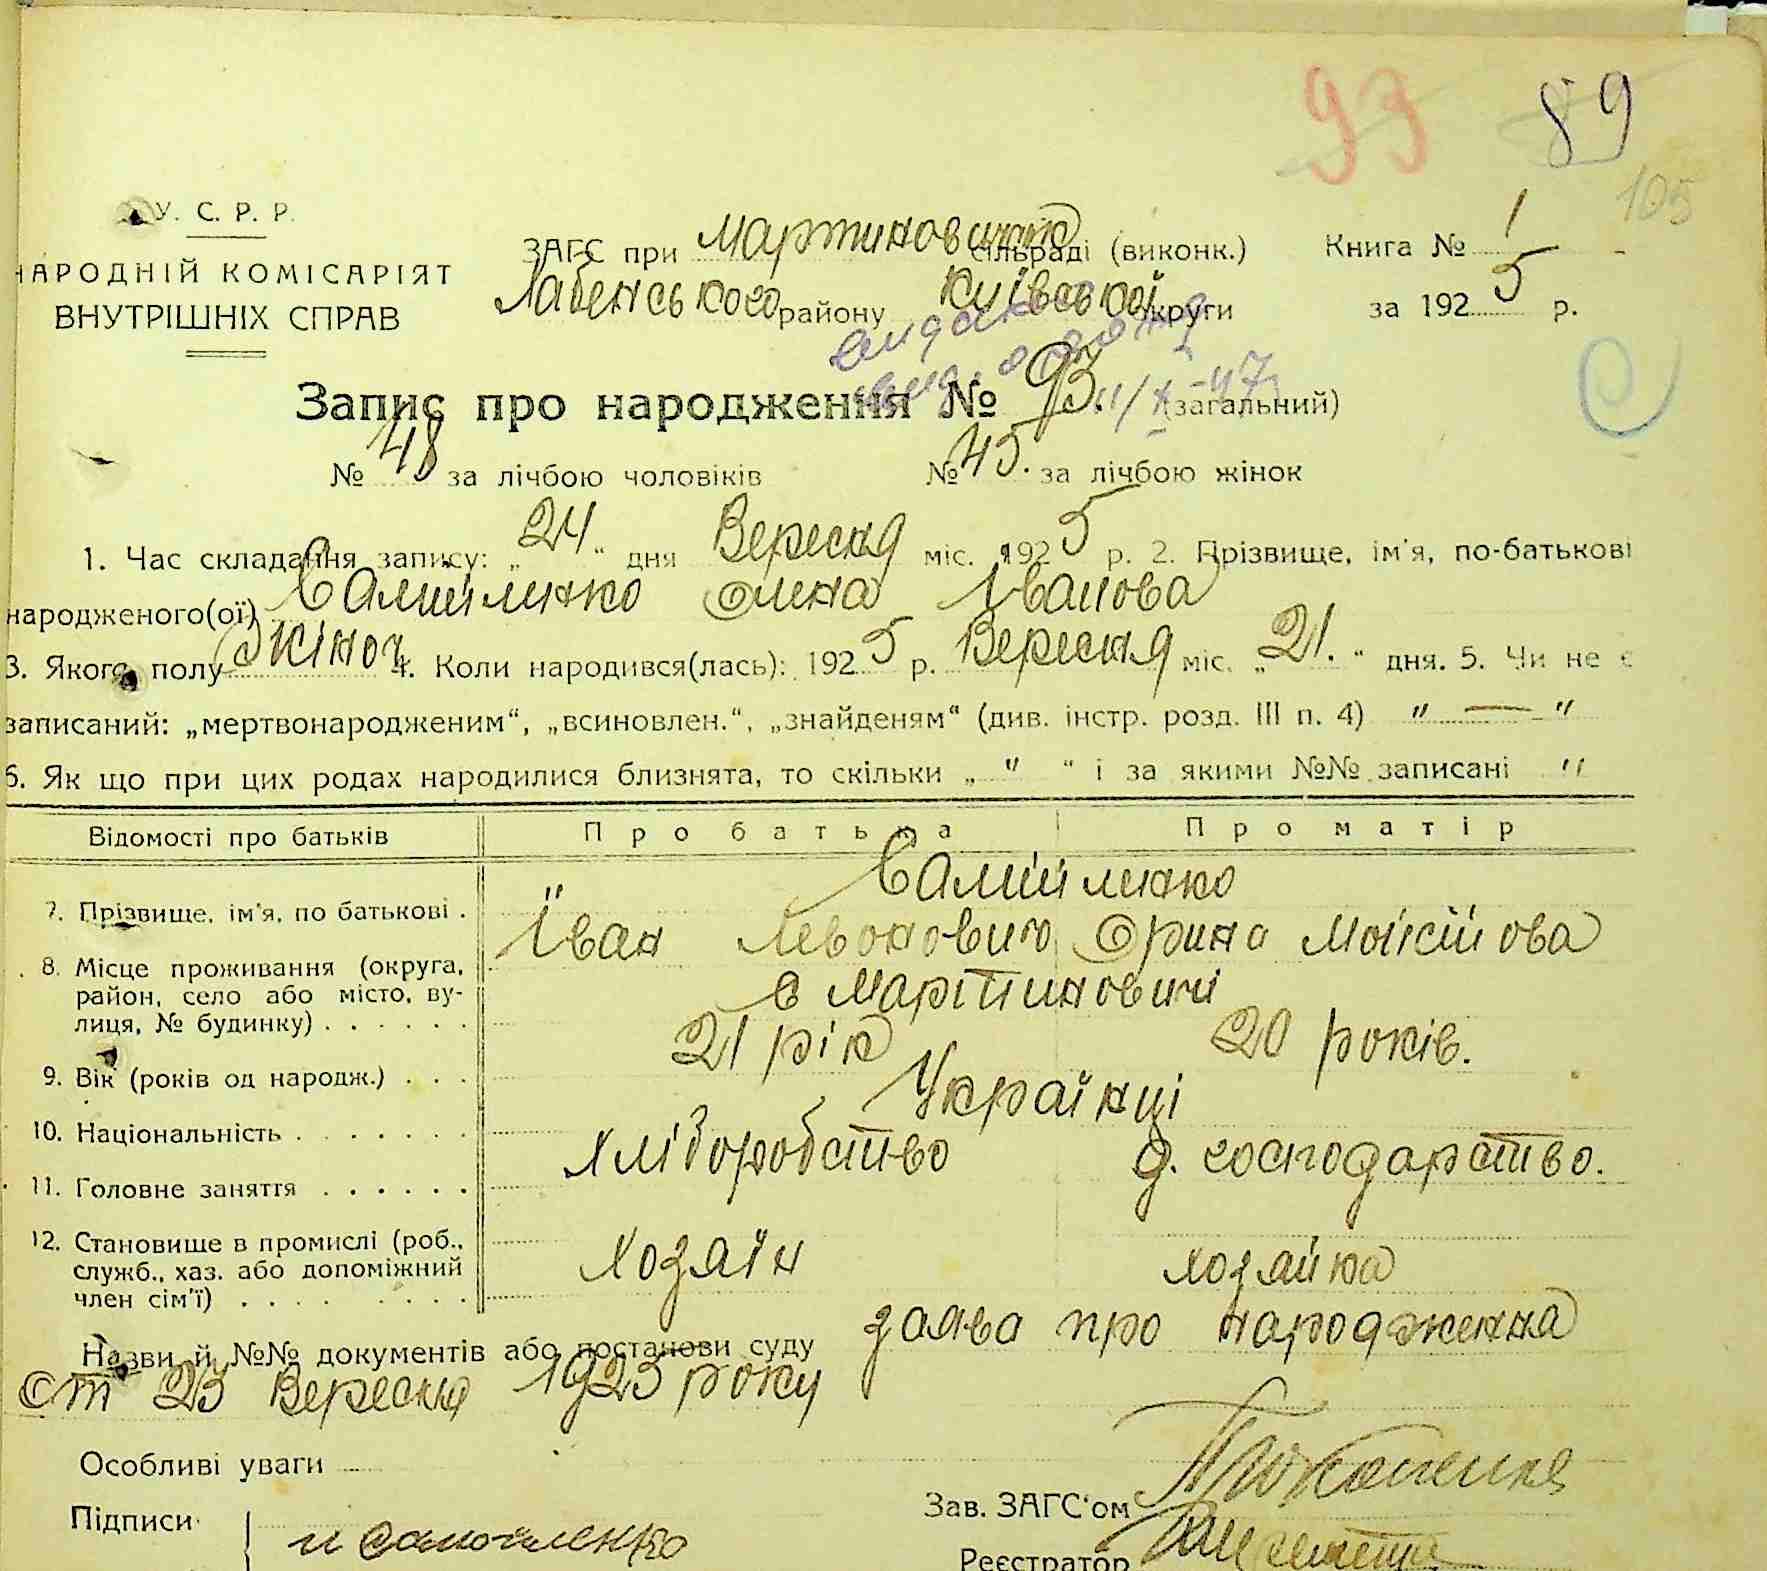 93 89
105
У. С. Р. Р.
НАРОДНІЙ КОМІСАРІЯТ
ВНУТРІШНІХ СПРАВ
ЗАГС при Мартиновицькій сільраді (виконк.) Книга № 1
району Київської округи за 1925 р.
Запис про народження № 93. (загальний)
11/X-47
№ 48 за лічбою чоловіків № 45. за лічбою жінок
1. Час складання запису: „24“ дня Вересня міс. 1925 р. 2. Прізвище, ім'я, по-батькові
народженого(ої) Самійленко Олена Іванова
3. Якого полу жіноч 4. Коли народився(лась): 1925 р. Вересня міс. „21.“ дня. 5. Чи не є
записаний: „мертвонародженим“, „всиновлен.“, „знайденям“ (див. інстр. розд. III п. 4) " — "
6. Як що при цих родах народилися близнята, то скільки „ " “ і за якими №№ записані "
Відомості про батьків Про батька Про матір
7. Прізвище, ім'я, по батькові . Самійленко
Іван Левонович Орина Мойсійова
8. Місце проживання (округа, район, село або місто, вулиця, № будинку) . . . . . . с Мартиновичі
9. Вік (років од народж.) . . . 21 рік 20 років.
10. Національність . . . . . . . Українці
11. Головне заняття . . . . . . хліборобство д. господарство.
12. Становище в промислі (роб., служб., хаз. або допоміжний член сім'ї) . . . . . . . . хозяїн хозяйка
Назви й №№ документів або постанови суду заява про народження
от 23 Вересня 1925 року
Особливі уваги
Підписи Зав. ЗАГС'ом
и самойленко Реєстратор